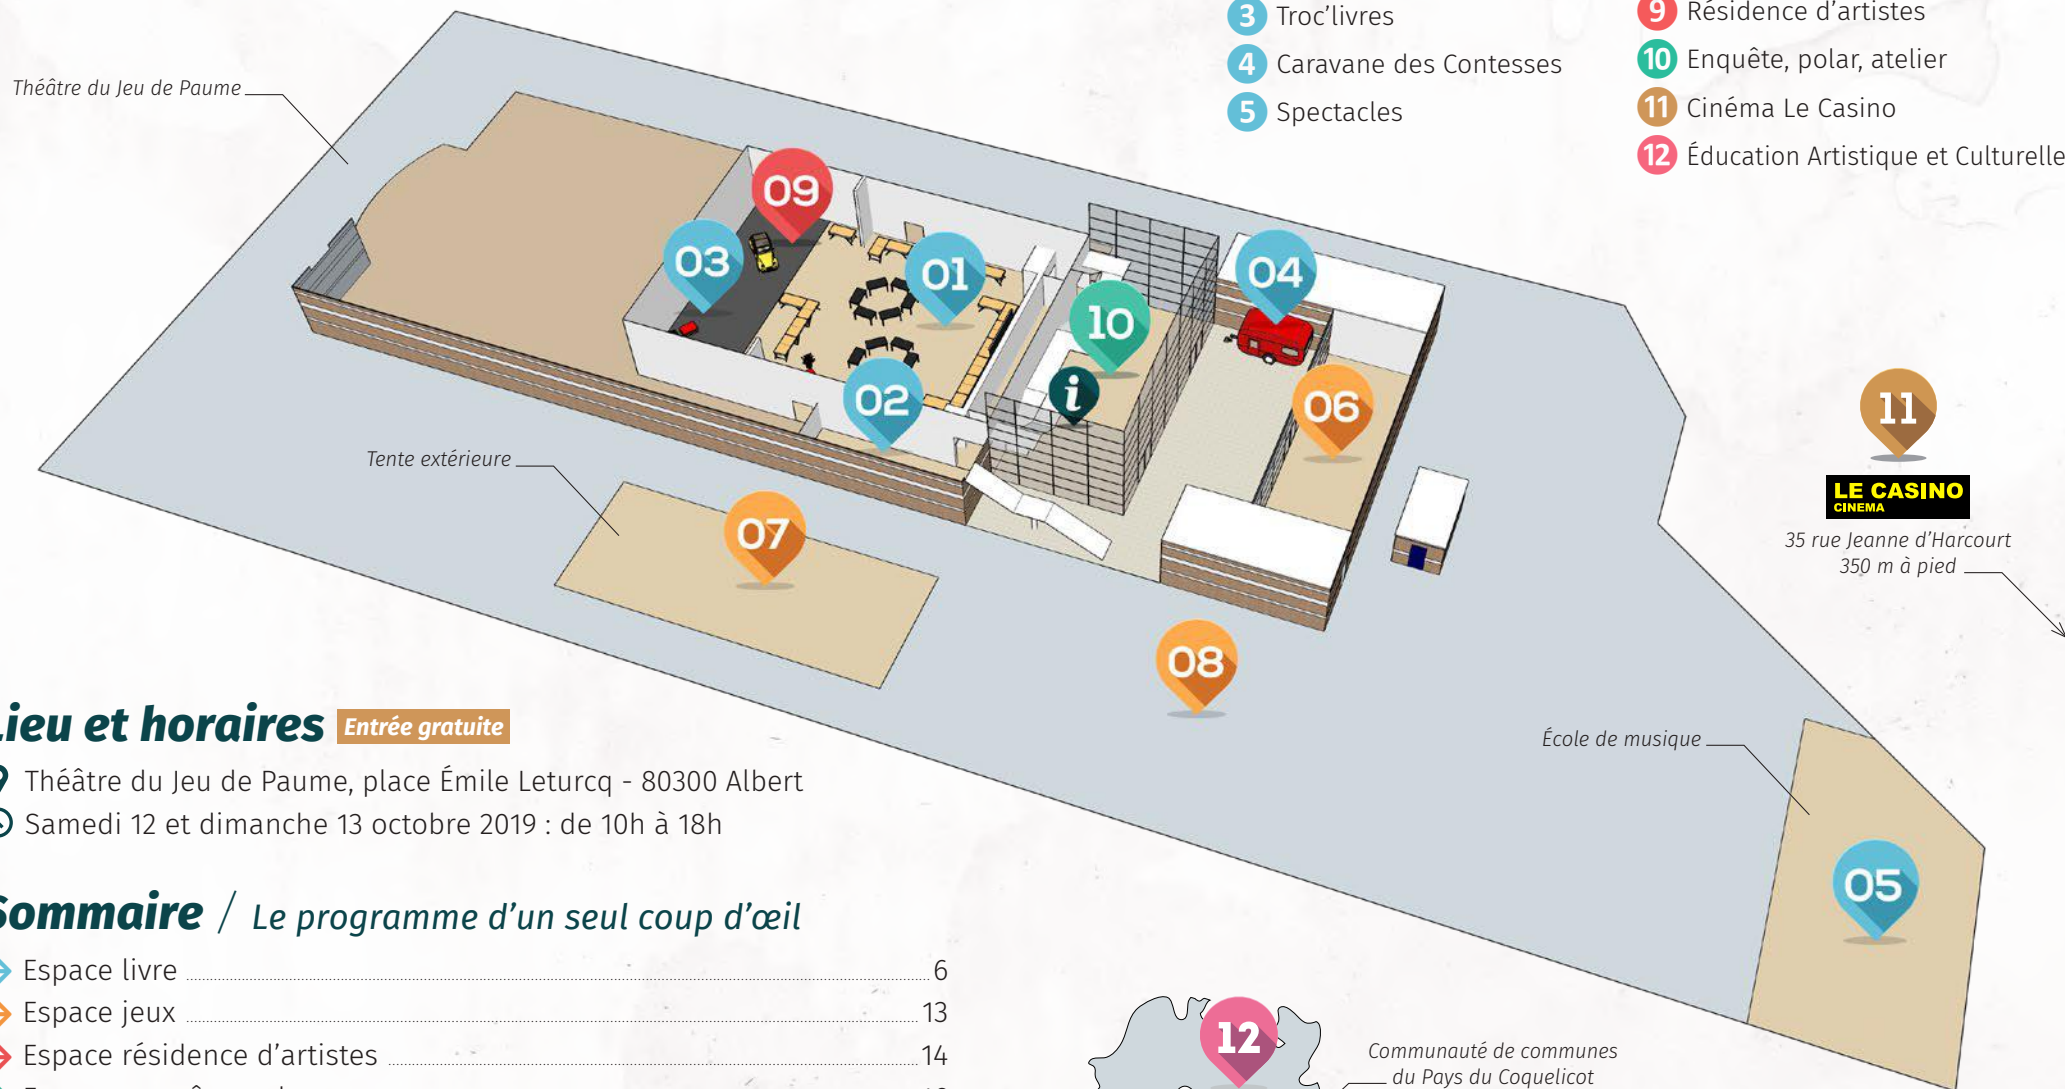 3 Troc’livres
4 Caravane des Contesses
5 Spectacles
9 Résidence d’artistes
10 Enquête, polar, atelier
11 Cinéma Le Casino
12 Éducation Artistique et Culturelle
Théâtre du Jeu de Paume
09
03
01
04
10
02
i
06
11
LE CASINO
CINEMA
35 rue Jeanne d’Harcourt
350 m à pied
Tente extérieure
07
08
École de musique
05
Lieu et horaires Entrée gratuite
Théâtre du Jeu de Paume, place Émile Leturcq - 80300 Albert
Samedi 12 et dimanche 13 octobre 2019 : de 10h à 18h
Sommaire / Le programme d’un seul coup d’œil
Espace livre 6
Espace jeux 13
Espace résidence d’artistes 14
12
Communauté de communes
du Pays du Coquelicot